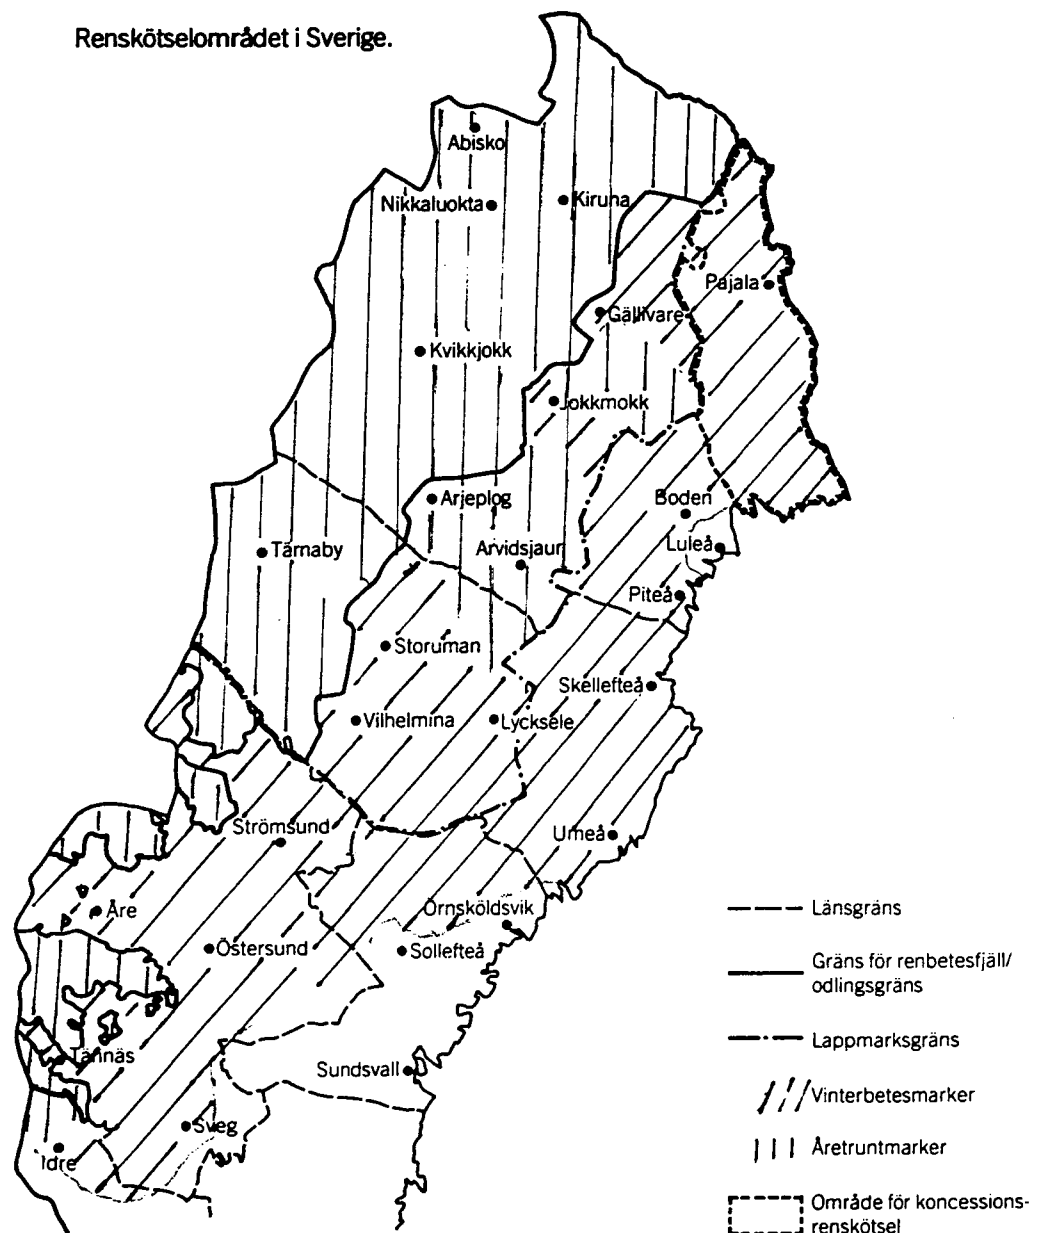 Renskötselområdet i Sverige.
Abisko
Nikkaluokta
Kiruna
Pajala
Gällivare
Kvikkjokk
Jokkmokk
Arjeplog
Boden
Tärnaby
Arvidsjaur
Luleå
Piteå
Storuman
Skellefteå
Vilhelmina
Lycksele
Strömsund
Umeå
Åre
Örnsköldsvik
Östersund
Sollefteå
Tännäs
Sundsvall
Sveg
Idre
Länsgräns
Gräns för renbetesfjäll/
odlingsgräns
Lappmarksgräns
Vinterbetesmarker
Åretruntmarker
Område för koncessions-
renskötsel